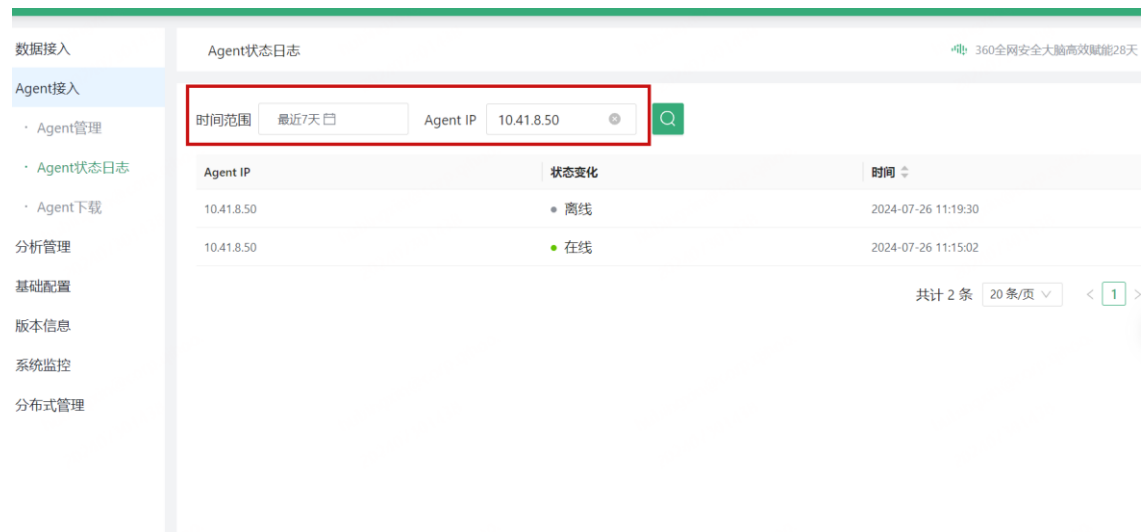 数据接入
Agent接入
· Agent管理
· Agent状态日志
· Agent下载
分析管理
基础配置
版本信息
系统监控
分布式管理
Agent状态日志
360全网安全大脑高效赋能28天
时间范围 最近7天 Agent IP 10.41.8.50
Agent IP 状态变化 时间
10.41.8.50 离线 2024-07-26 11:19:30
10.41.8.50 在线 2024-07-26 11:15:02
共计 2 条 20 条/页 < 1 >